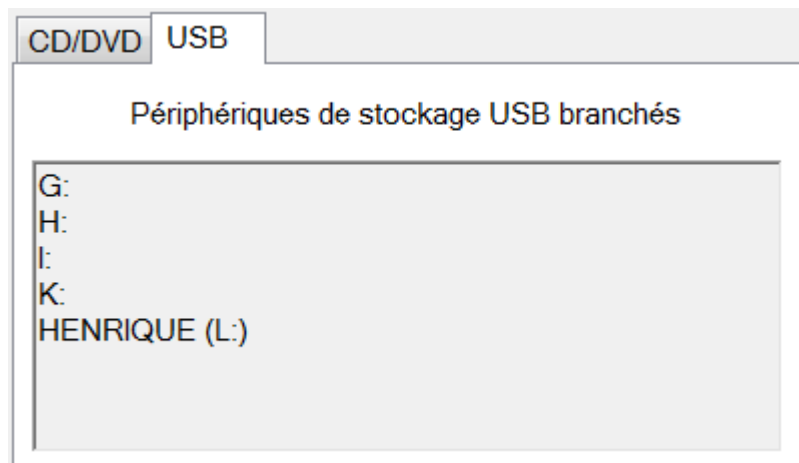 CD/DVD USB
Périphériques de stockage USB branchés
G:
H:
I:
K:
HENRIQUE (L:)